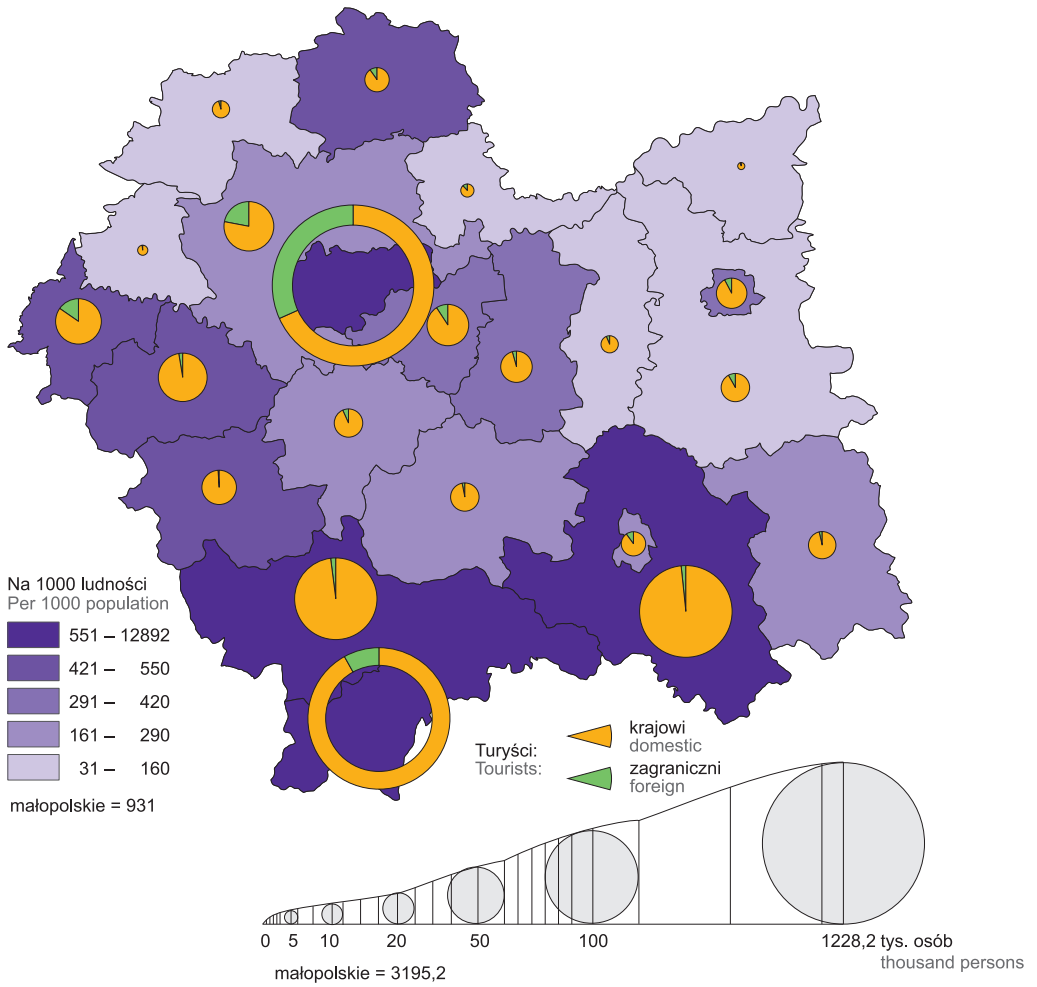 Na 1000 ludności
Per 1000 population
551 – 12892
421 – 550
291 – 420
161 – 290
31 – 160
małopolskie = 931
Turyści:
Tourists:
krajowi
domestic
zagraniczni
foreign
0 5 10 20 50 100 1228,2 tys. osób
thousand persons
małopolskie = 3195,2